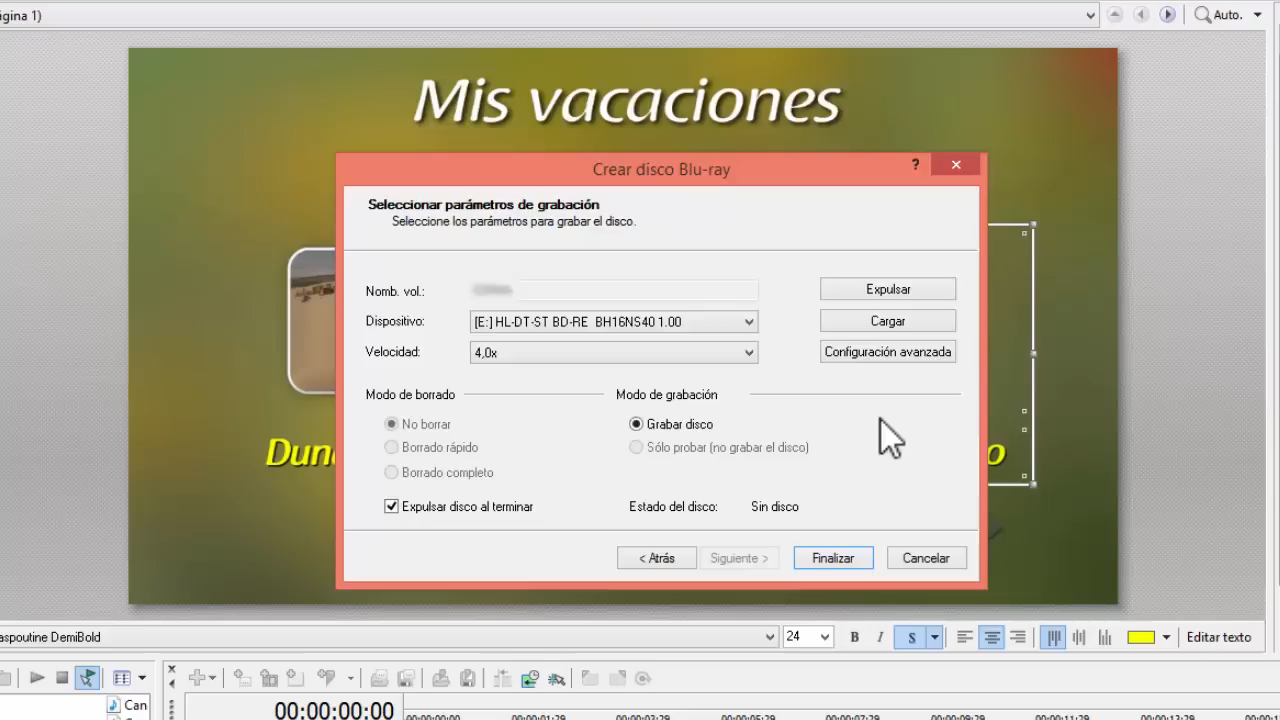 ágina 1)
Auto.
Mis vacaciones
Crear disco Blu-ray
?
Seleccionar parámetros de grabación
Seleccione los parámetros para grabar el disco.
Nomb. vol.:
Expulsar
Dispositivo:
[E:] HL-DT-ST BD-RE BH16NS40 1.00
Cargar
Velocidad:
4,0x
Configuración avanzada
Modo de borrado
Modo de grabación
No borrar
Grabar disco
Borrado rápido
Sólo probar (no grabar el disco)
Borrado completo
Expulsar disco al terminar
Estado del disco:
Sin disco
Dun
o
< Atrás
Siguiente >
Finalizar
Cancelar
aspoutine DemiBold
24
B
I
S
Editar texto
Can
00:00:00:00
00:00:00:00
00:00:01:29
00:00:03:29
00:00:05:29
00:00:07:29
00:00:09:29
00:00:11:29
00:00:13:29